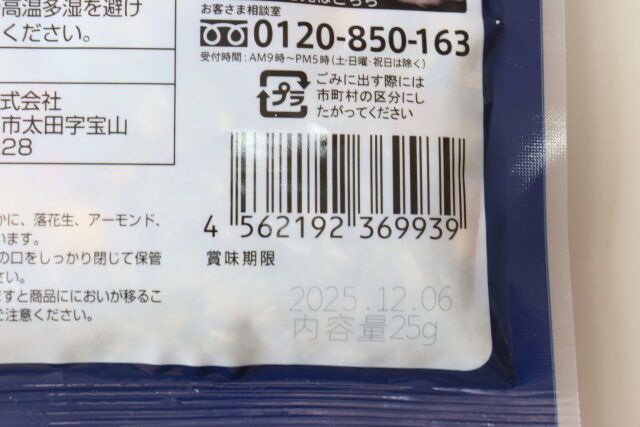 高温多湿を避け
ください。
式会社
市太田字宝山
28
お客さま相談室
0120-850-163
受付時間：AM9時～PM5時(土・日曜・祝日は除く)
プラ
ごみに出す際には
市町村の区分にし
たがってください
4 562192 369939
かに、落花生、アーモンド、
います。
の口をしっかり閉じて保管
さい。
ますと商品ににおいが移るこ
ご注意ください。
賞味期限
2025.12.06
内容量25g